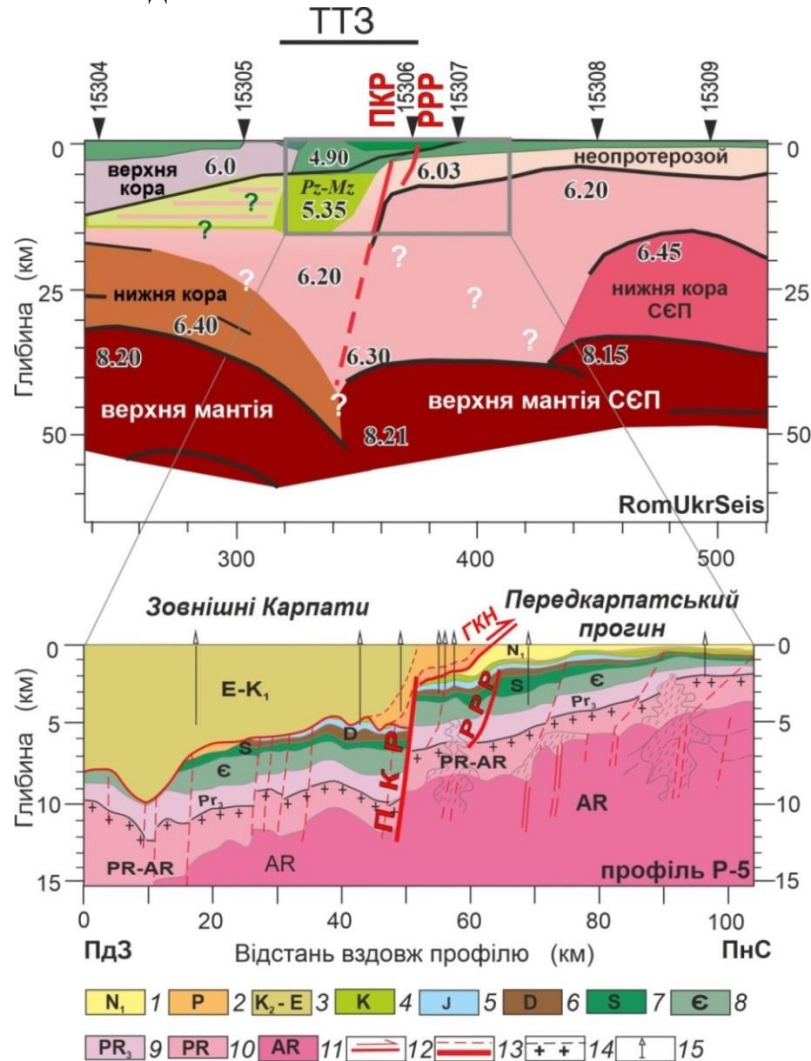 ТТЗ
15304
15305
ПКР
15306
РРР
15307
15308
15309
0
0
верхня кора
6.0
4.90
6.03
неопротерозой
Pz-Mz
5.35
6.20
?
?
?
6.20
?
?
6.45
25
25
нижня кора
6.40
нижня кора СЄП
6.30
?
8.20
8.15
?
верхня мантія
верхня мантія СЄП
8.21
50
50
Глибина (км)
RomUkrSeis
300
400
500
Зовнішні Карпати
Передкарпатський прогин
ГКН
0
0
N₁
E-K₁
S
Є
5
5
D
S
Pr₃
Є
ПКР
РРР
PR-AR
10
10
Pr₃
AR
PR-AR
AR
15
15
профіль Р-5
Глибина (км)
0
20
40
60
80
100
ПдЗ
Відстань вздовж профілю (км)
ПнС
N₁ 1
P 2
K₂-E 3
K 4
J 5
D 6
S 7
Є 8
PR₃ 9
PR 10
AR 11
12
13
14
15